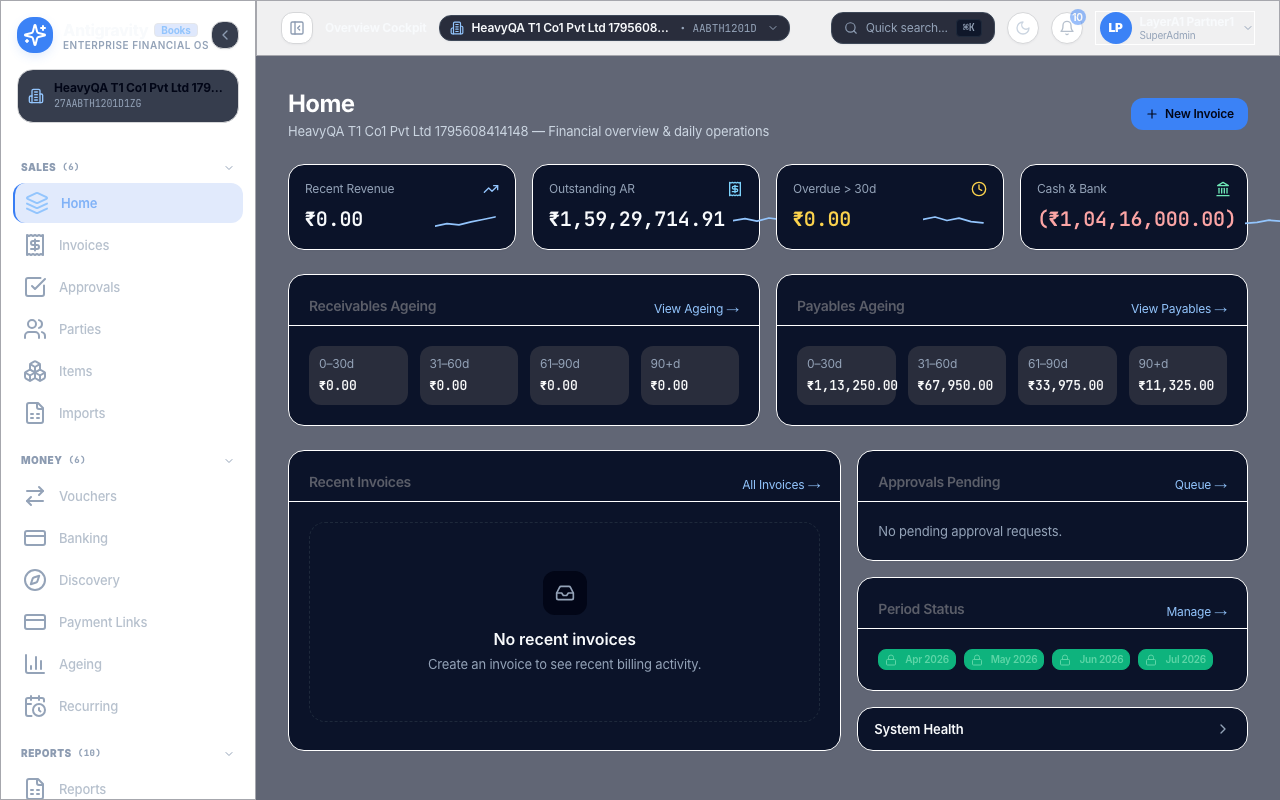 Antigravity Books
ENTERPRISE FINANCIAL OS
HeavyQA T1 Co1 Pvt Ltd 179...
27AABTH1201D1ZG
SALES (6)
Home
Invoices
Approvals
Parties
Items
Imports
MONEY (6)
Vouchers
Banking
Discovery
Payment Links
Ageing
Recurring
REPORTS (10)
Reports
Overview Cockpit
HeavyQA T1 Co1 Pvt Ltd 1795608... • AABTH1201D
Quick search... ⌘K
10
LP
LayerA1 Partner1
SuperAdmin
Home
HeavyQA T1 Co1 Pvt Ltd 1795608414148 — Financial overview & daily operations
+ New Invoice
Recent Revenue
₹0.00
Outstanding AR
₹1,59,29,714.91
Overdue > 30d
₹0.00
Cash & Bank
(₹1,04,16,000.00)
Receivables Ageing
View Ageing →
0–30d
₹0.00
31–60d
₹0.00
61–90d
₹0.00
90+d
₹0.00
Payables Ageing
View Payables →
0–30d
₹1,13,250.00
31–60d
₹67,950.00
61–90d
₹33,975.00
90+d
₹11,325.00
Recent Invoices
All Invoices →
No recent invoices
Create an invoice to see recent billing activity.
Approvals Pending
Queue →
No pending approval requests.
Period Status
Manage →
Apr 2026
May 2026
Jun 2026
Jul 2026
System Health